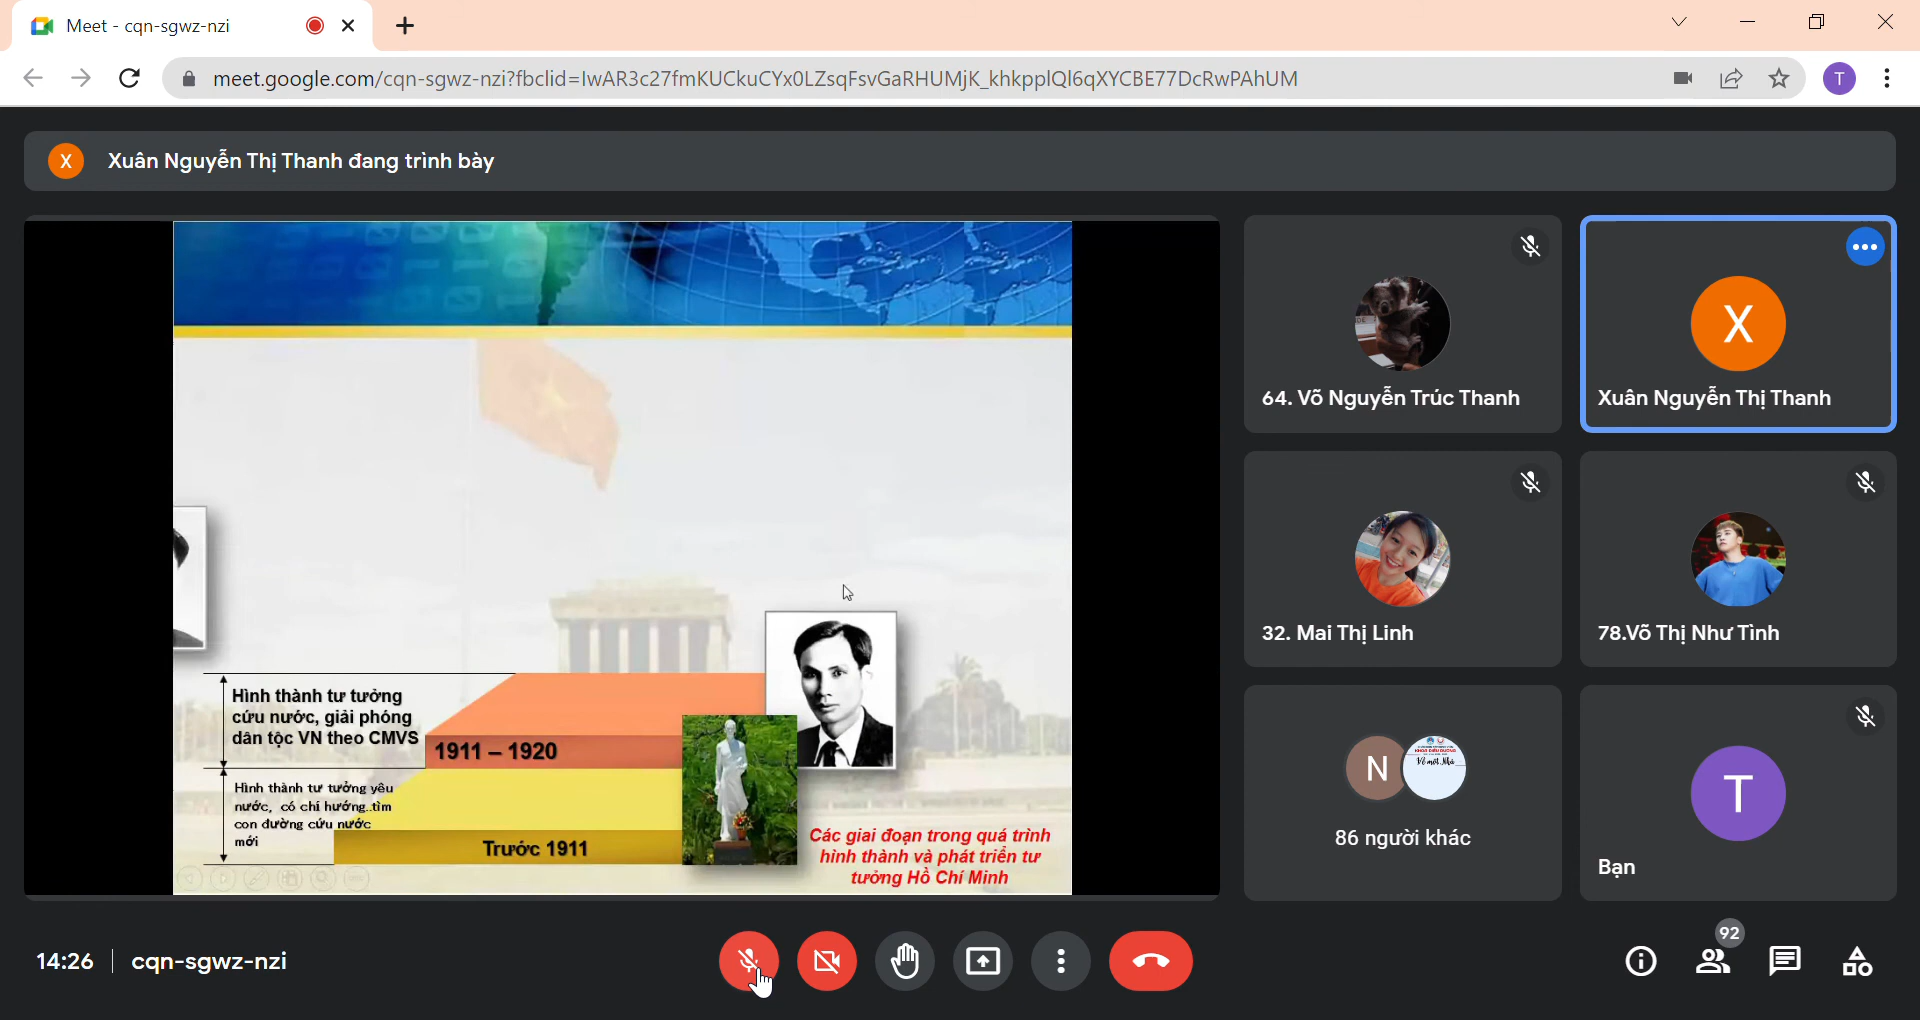 Meet - cqn-sgwz-nzi
meet.google.com/cqn-sgwz-nzi?fbclid=IwAR3c27fmKUCkuCYx0LZsqFsvGaRHUMjK_khkpplQl6qXYCBE77DcRwPAhUM
T
X
Xuân Nguyễn Thị Thanh đang trình bày
Hình thành tư tưởng
cứu nước, giải phóng
dân tộc VN theo CMVS
1911 – 1920
Hình thành tư tưởng yêu
nước, có chí hướng..tìm
con đường cứu nước
mới
Trước 1911
Các giai đoạn trong quá trình
hình thành và phát triển tư
tưởng Hồ Chí Minh
64. Võ Nguyễn Trúc Thanh
X
Xuân Nguyễn Thị Thanh
32. Mai Thị Linh
78.Võ Thị Như Tình
N
86 người khác
T
Bạn
14:26
cqn-sgwz-nzi
92